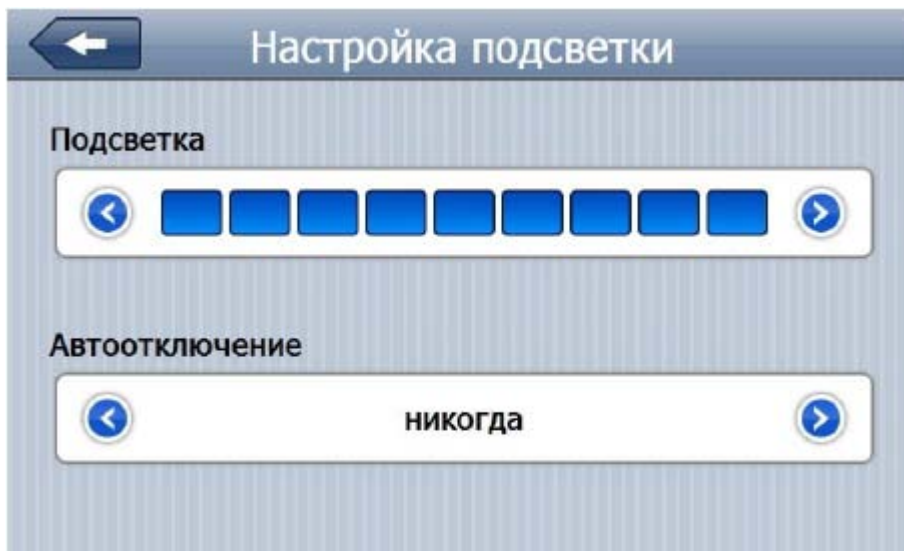 Настройка подсветки
Подсветка
Автоотключение
никогда